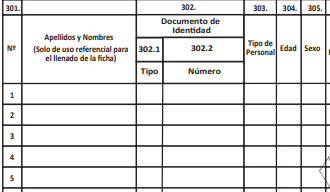 301. 302. 303. 304. 305.
Nº
Apellidos y Nombres
(Solo de uso referencial para
el llenado de la ficha)
Documento de
Identidad
302.1 302.2
Tipo Número
Tipo de
Personal
Edad
Sexo
1
2
3
4
5